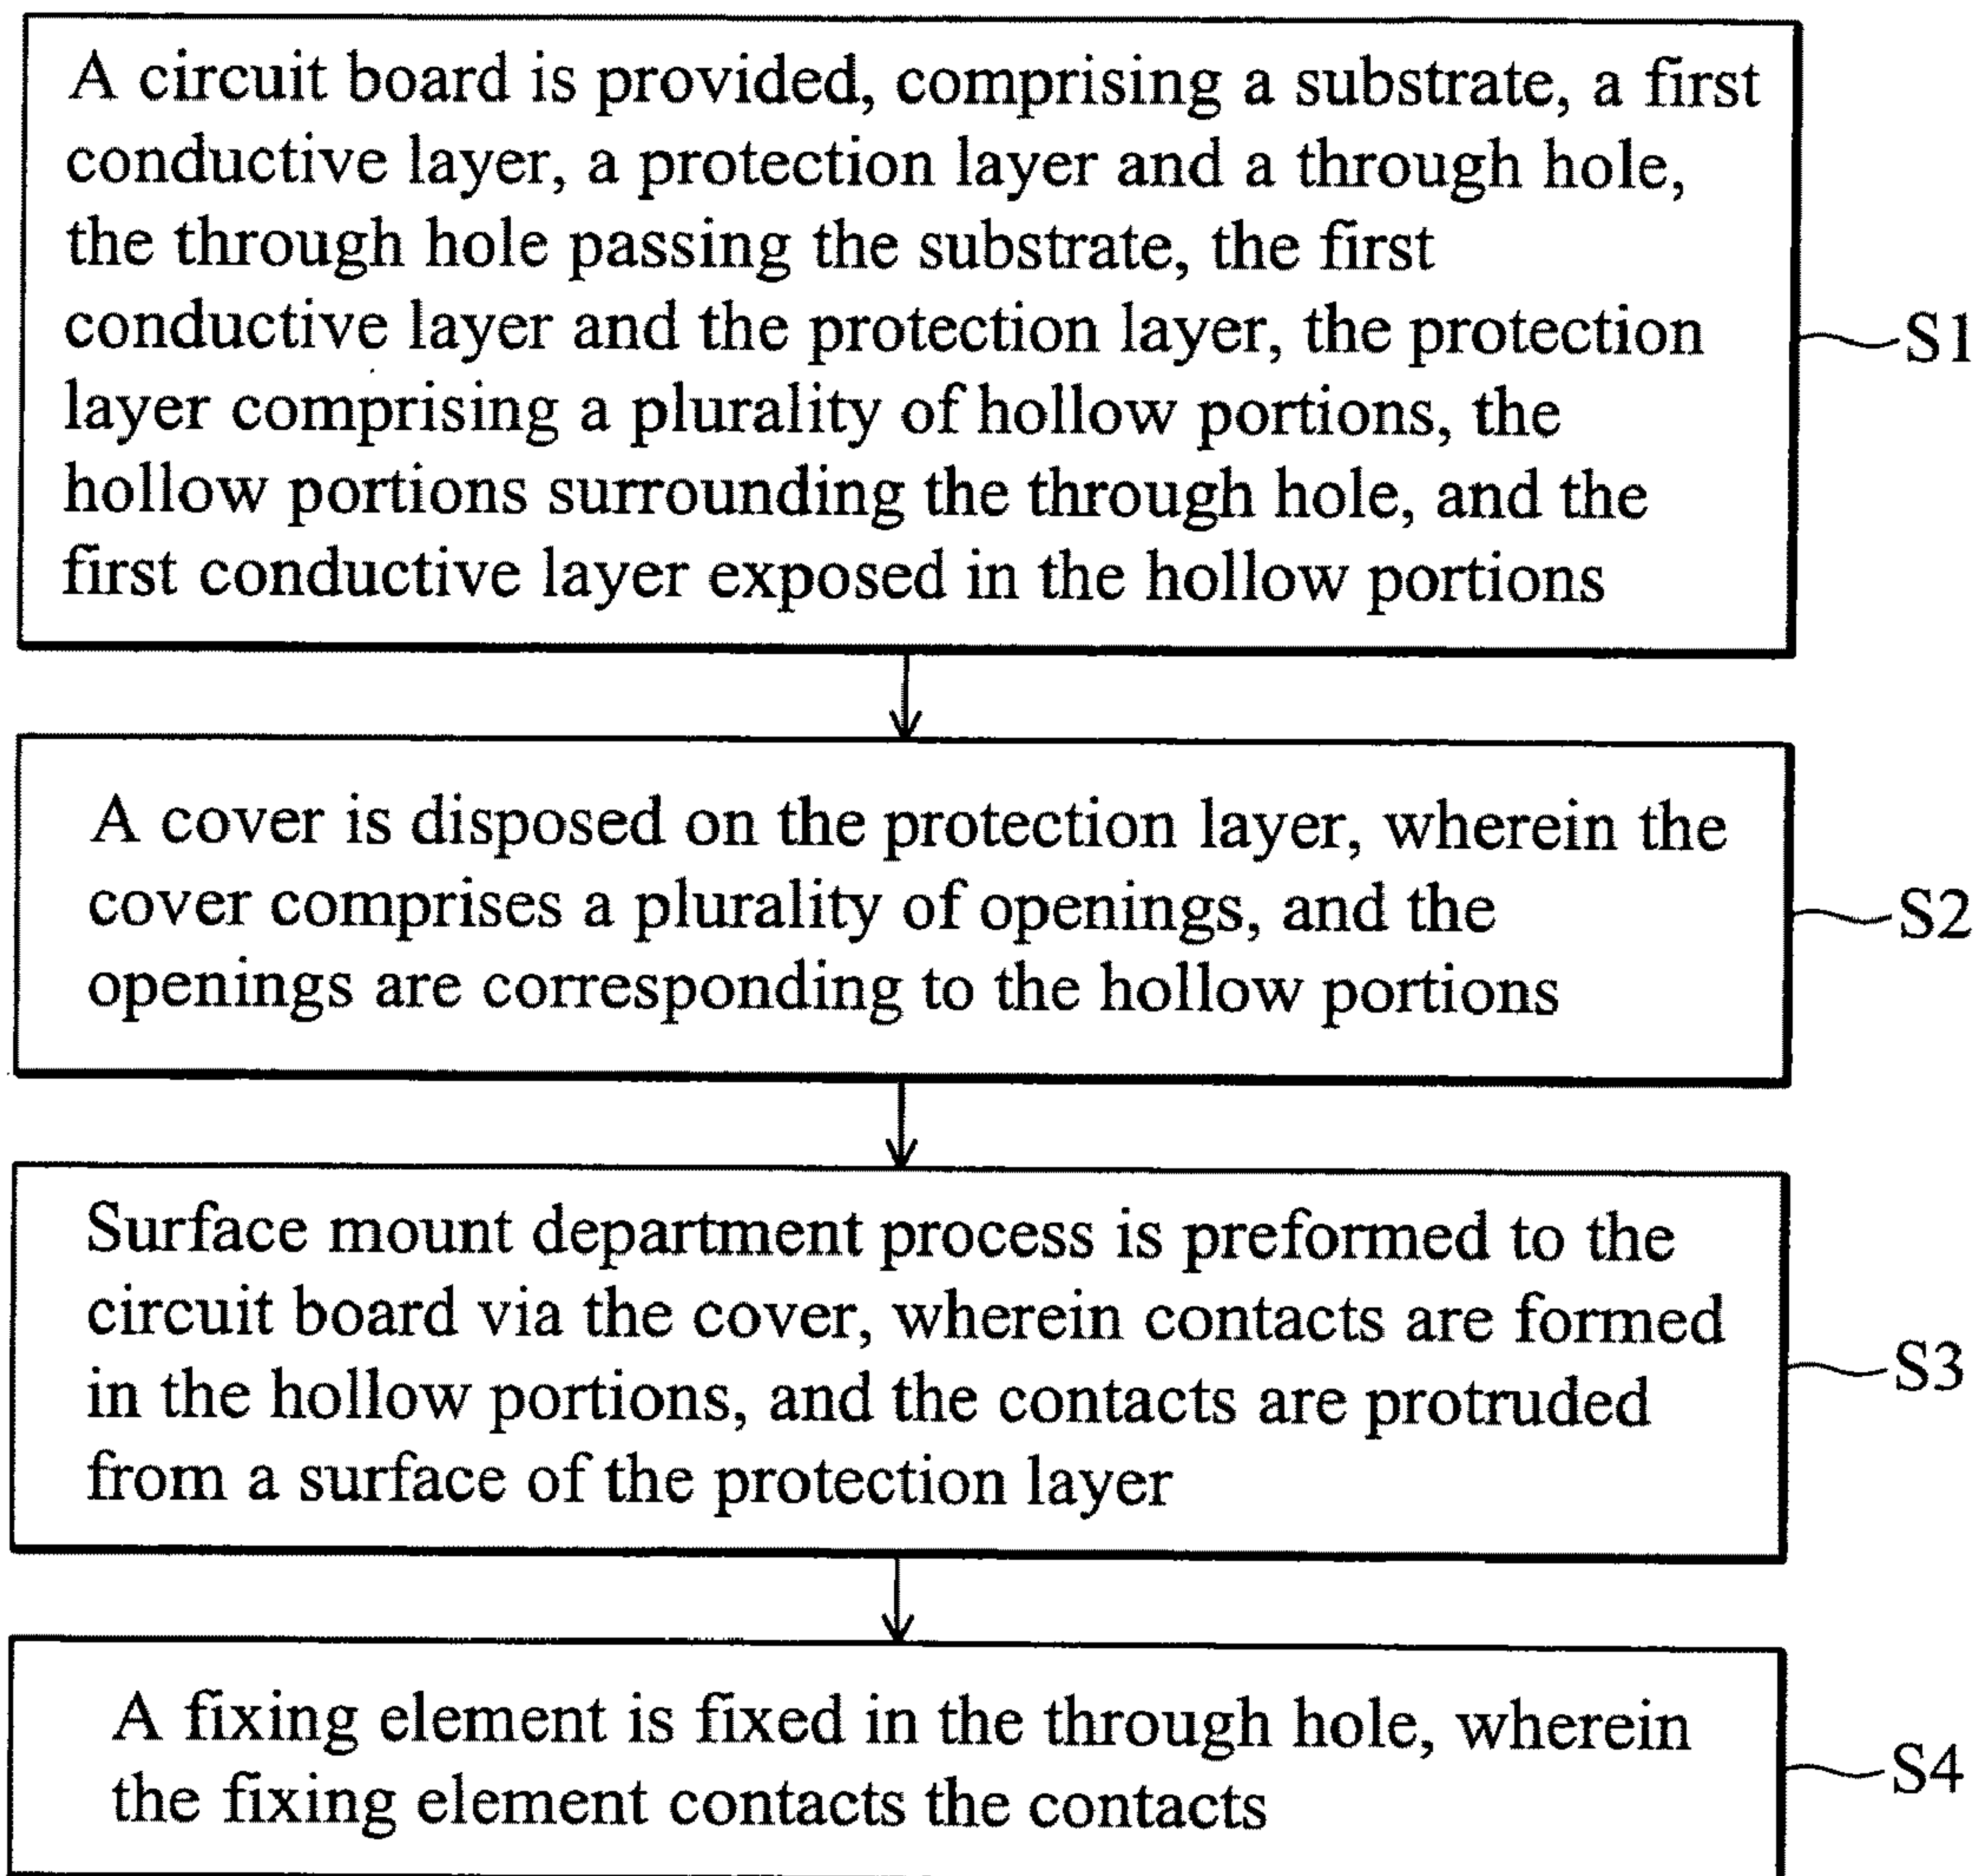 A circuit board is provided, comprising a substrate, a first
conductive layer, a protection layer and a through hole,
the through hole passing the substrate, the first
conductive layer and the protection layer, the protection
layer comprising a plurality of hollow portions, the
hollow portions surrounding the through hole, and the
first conductive layer exposed in the hollow portions
S1
A cover is disposed on the protection layer, wherein the
cover comprises a plurality of openings, and the
openings are corresponding to the hollow portions
S2
Surface mount department process is preformed to the
circuit board via the cover, wherein contacts are formed
in the hollow portions, and the contacts are protruded
from a surface of the protection layer
S3
A fixing element is fixed in the through hole, wherein
the fixing element contacts the contacts
S4